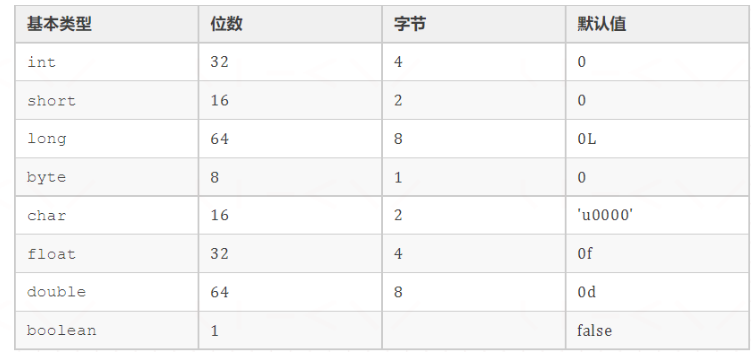 基本类型 位数 字节 默认值
int 32 4 0
short 16 2 0
long 64 8 0L
byte 8 1 0
char 16 2 'u0000'
float 32 4 0f
double 64 8 0d
boolean 1 false